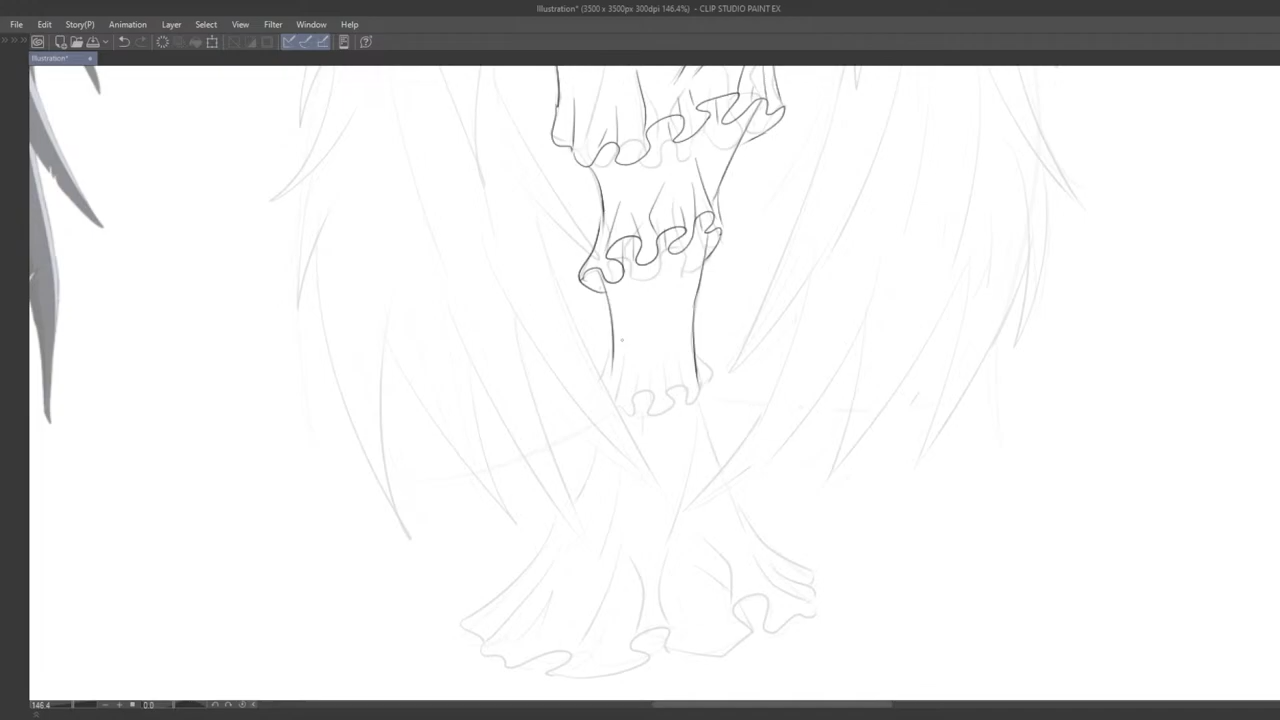 Illustration* (3500 x 3500px 300dpi 146.4%) - CLIP STUDIO PAINT EX
File Edit Story(P) Animation Layer Select View Filter Window Help
Illustration*
146.4 0.0